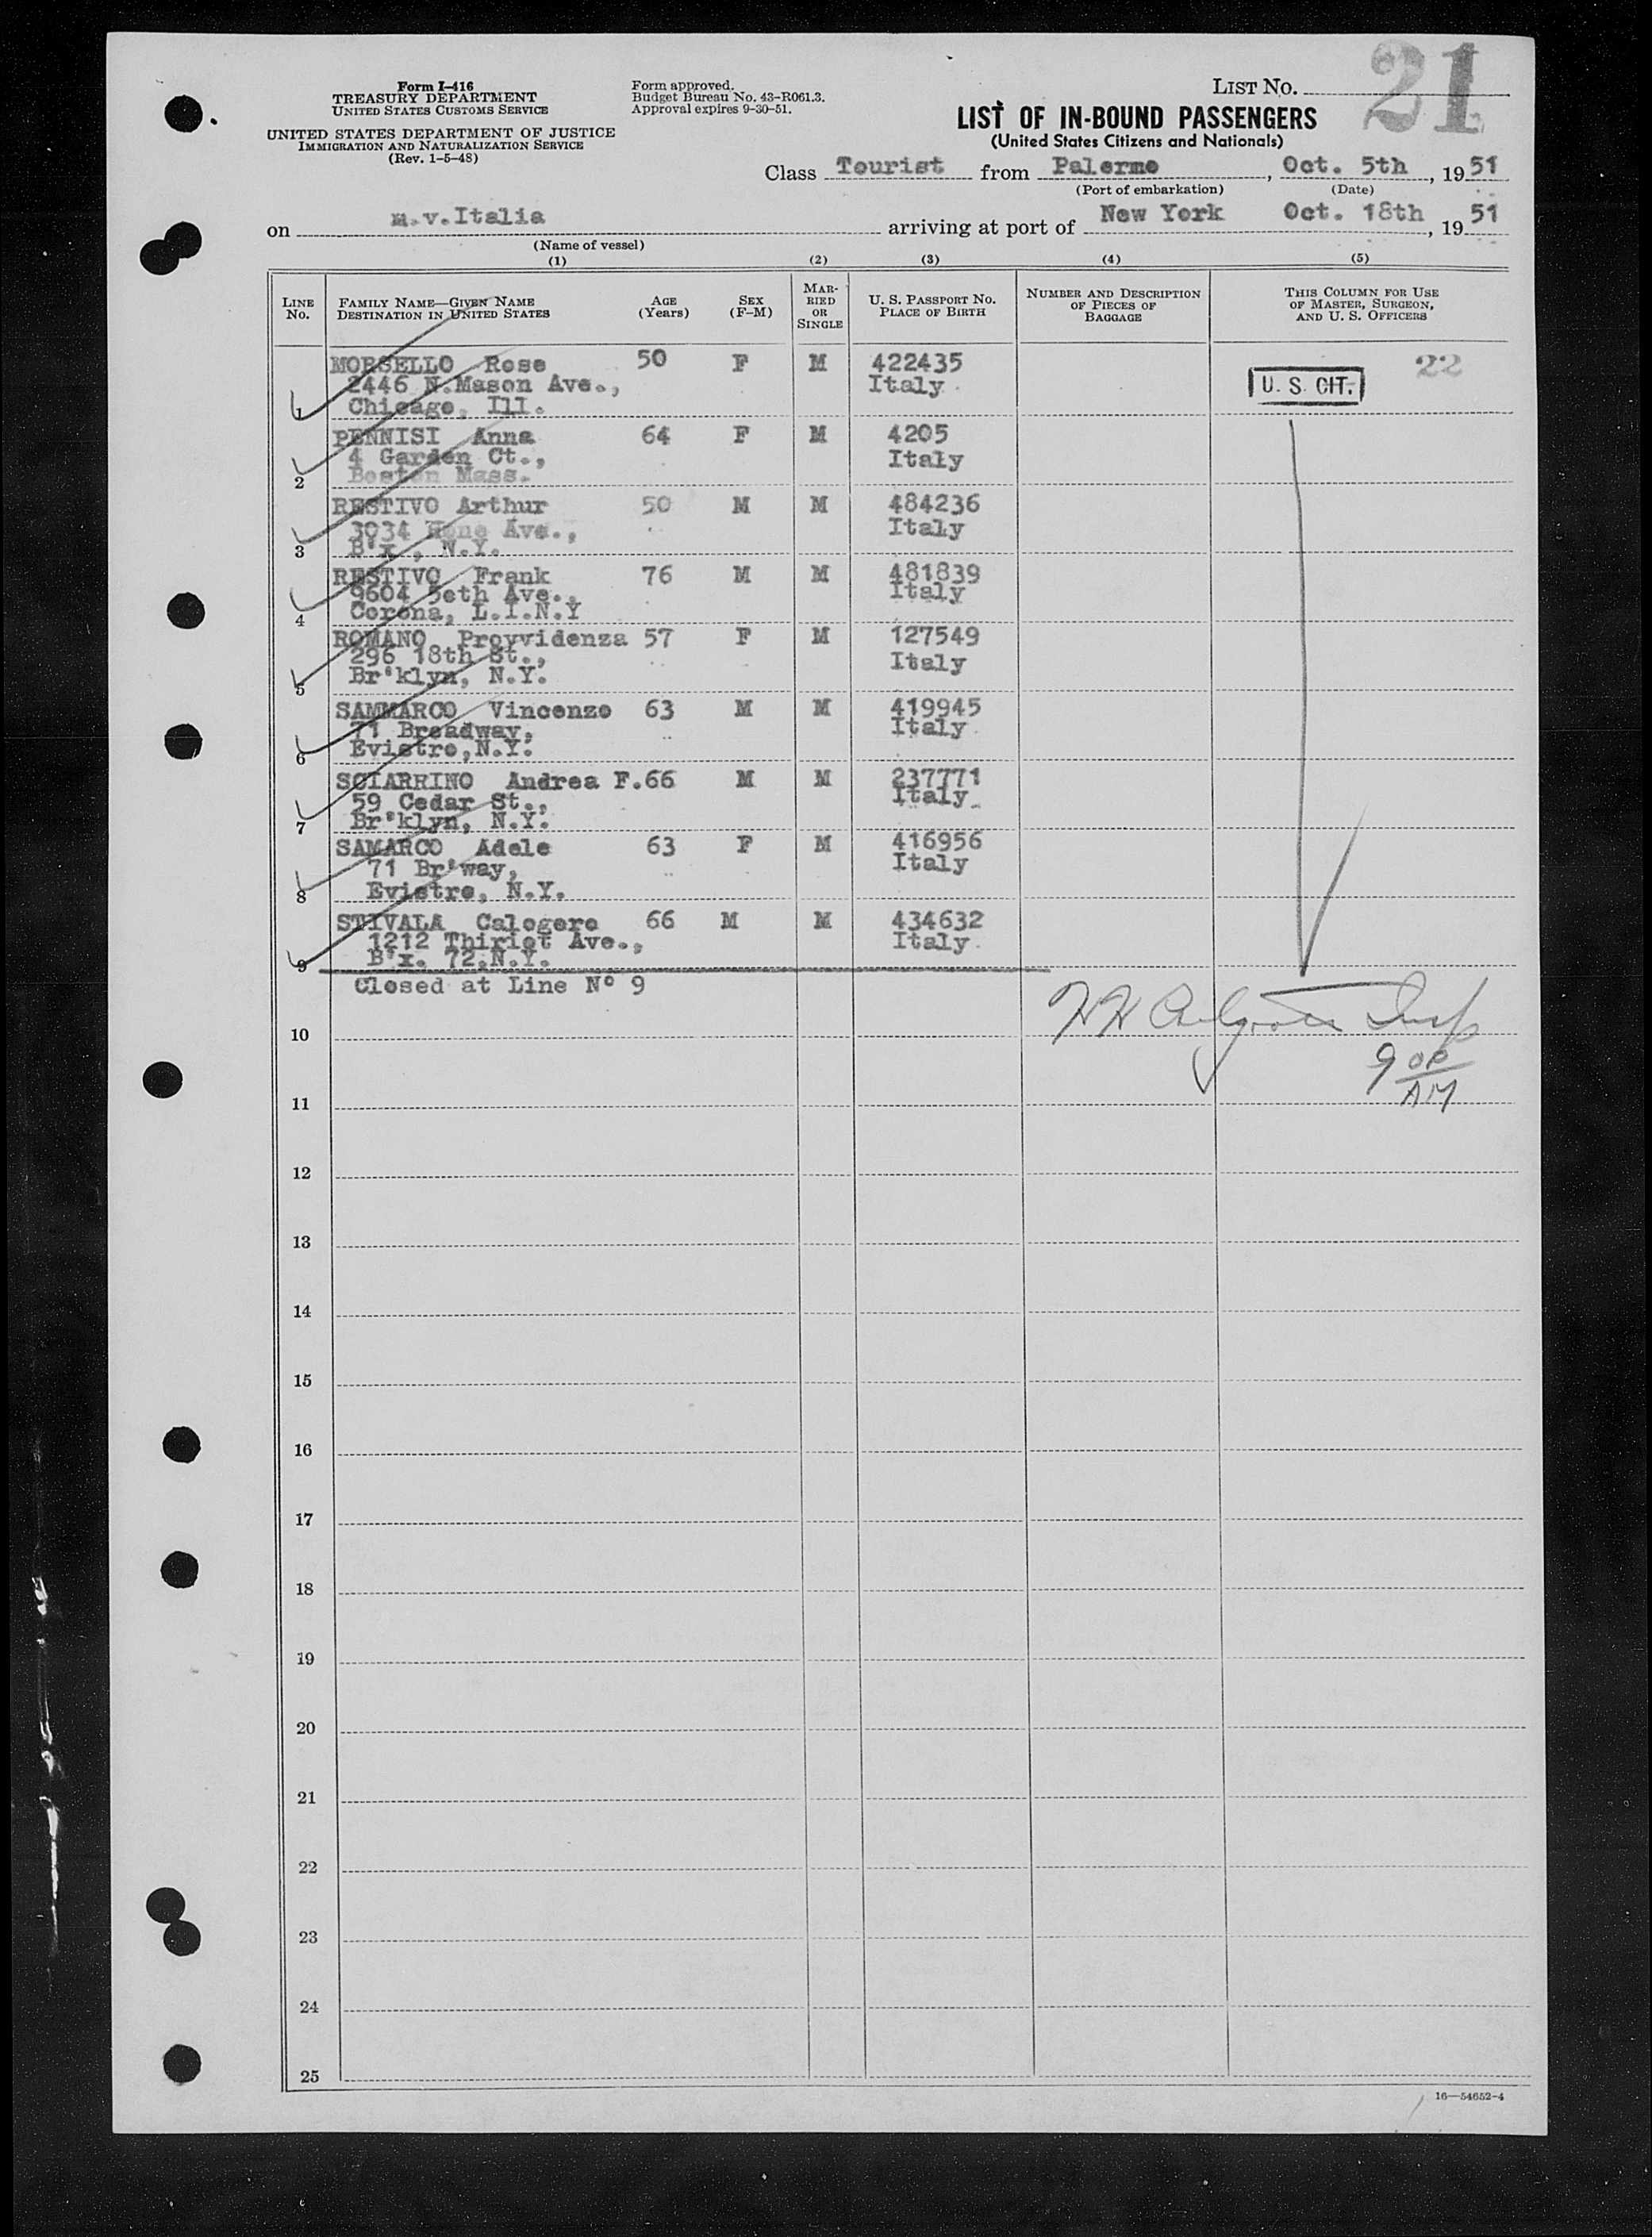 21
Form I-416
TREASURY DEPARTMENT
UNITED STATES CUSTOMS SERVICE
UNITED STATES DEPARTMENT OF JUSTICE
IMMIGRATION AND NATURALIZATION SERVICE
(Rev. 1-5-48)
Form approved.
Budget Bureau No. 43-R061.3.
Approval expires 9-30-51.
LIST NO.
LIST OF IN-BOUND PASSENGERS
(United States Citizens and Nationals)
Class Tourist from Palermo, Oct. 5th, 1951
(Port of embarkation) (Date)
on m.v.Italia arriving at port of New York Oct. 18th, 1951
(Name of vessel)
(1) (2) (3) (4) (5)
LINE NO.
FAMILY NAME—GIVEN NAME
DESTINATION IN UNITED STATES
AGE
(YEARS)
SEX
(F-M)
MAR-
RIED
OR
SINGLE
U. S. PASSPORT NO.
PLACE OF BIRTH
NUMBER AND DESCRIPTION
OF PIECES OF
BAGGAGE
THIS COLUMN FOR USE
OF MASTER, SURGEON,
AND U. S. OFFICERS
MORSELLO Rose 50 F M 422435 22
2446 N.Mason Ave., Italy U. S. CIT.
1 Chicago, Ill.
PENNISI Anna 64 F M 4205
4 Garden Ct., Italy
2 Boston Mass.
RESTIVO Arthur 50 M M 484236
3034 Hone Ave., Italy
3 B'x , N.Y.
RESTIVO Frank 76 M M 481839
9604 5oth Ave., Italy
4 Corona, L.I.N.Y
ROMANO Provvidenza 57 F M 127549
296 18th St., Italy
5 Br'klyn, N.Y.
SAMMARCO Vincenzo 63 M M 419945
71 Broadway, Italy
6 Evistro,N.Y.
SCIARRINO Andrea F. 66 M M 237771
59 Cedar St., Italy
7 Br'klyn, N.Y.
SAMARCO Adele 63 F M 416956
71 Br'way, Italy
8 Evistro, N.Y.
STIVALA Calogero 66 M M 434632
1212 Thiriot Ave., Italy
9 B'x. 72.N.Y.
Closed at Line Nº 9
10
9
AM
11
12
13
14
15
16
17
18
19
20
21
22
23
24
25
16—54652-4